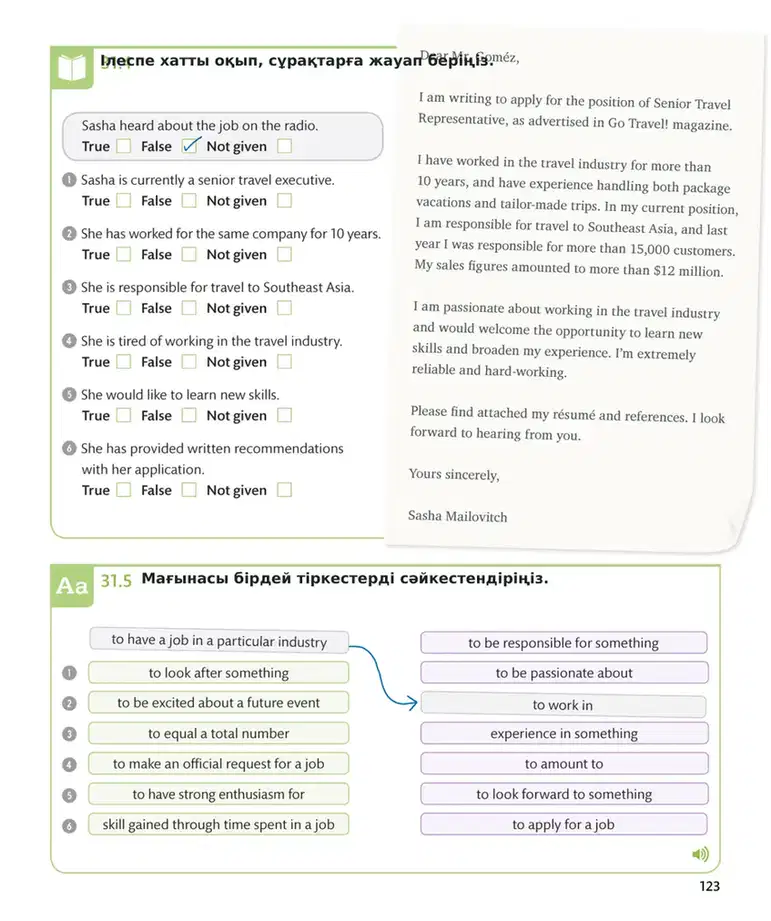 31.4 Ілеспе хатты оқып, сұрақтарға жауап беріңіз.
Sasha heard about the job on the radio.
True False Not given
1 Sasha is currently a senior travel executive.
True False Not given
2 She has worked for the same company for 10 years.
True False Not given
3 She is responsible for travel to Southeast Asia.
True False Not given
4 She is tired of working in the travel industry.
True False Not given
5 She would like to learn new skills.
True False Not given
6 She has provided written recommendations
with her application.
True False Not given
Dear Mr. Goméz,
I am writing to apply for the position of Senior Travel
Representative, as advertised in Go Travel! magazine.
I have worked in the travel industry for more than
10 years, and have experience handling both package
vacations and tailor-made trips. In my current position,
I am responsible for travel to Southeast Asia, and last
year I was responsible for more than 15,000 customers.
My sales figures amounted to more than $12 million.
I am passionate about working in the travel industry
and would welcome the opportunity to learn new
skills and broaden my experience. I'm extremely
reliable and hard-working.
Please find attached my résumé and references. I look
forward to hearing from you.
Yours sincerely,
Sasha Mailovitch
Aa 31.5 Мағынасы бірдей тіркестерді сәйкестендіріңіз.
to have a job in a particular industry
1 to look after something
2 to be excited about a future event
3 to equal a total number
4 to make an official request for a job
5 to have strong enthusiasm for
6 skill gained through time spent in a job
to be responsible for something
to be passionate about
to work in
experience in something
to amount to
to look forward to something
to apply for a job
123